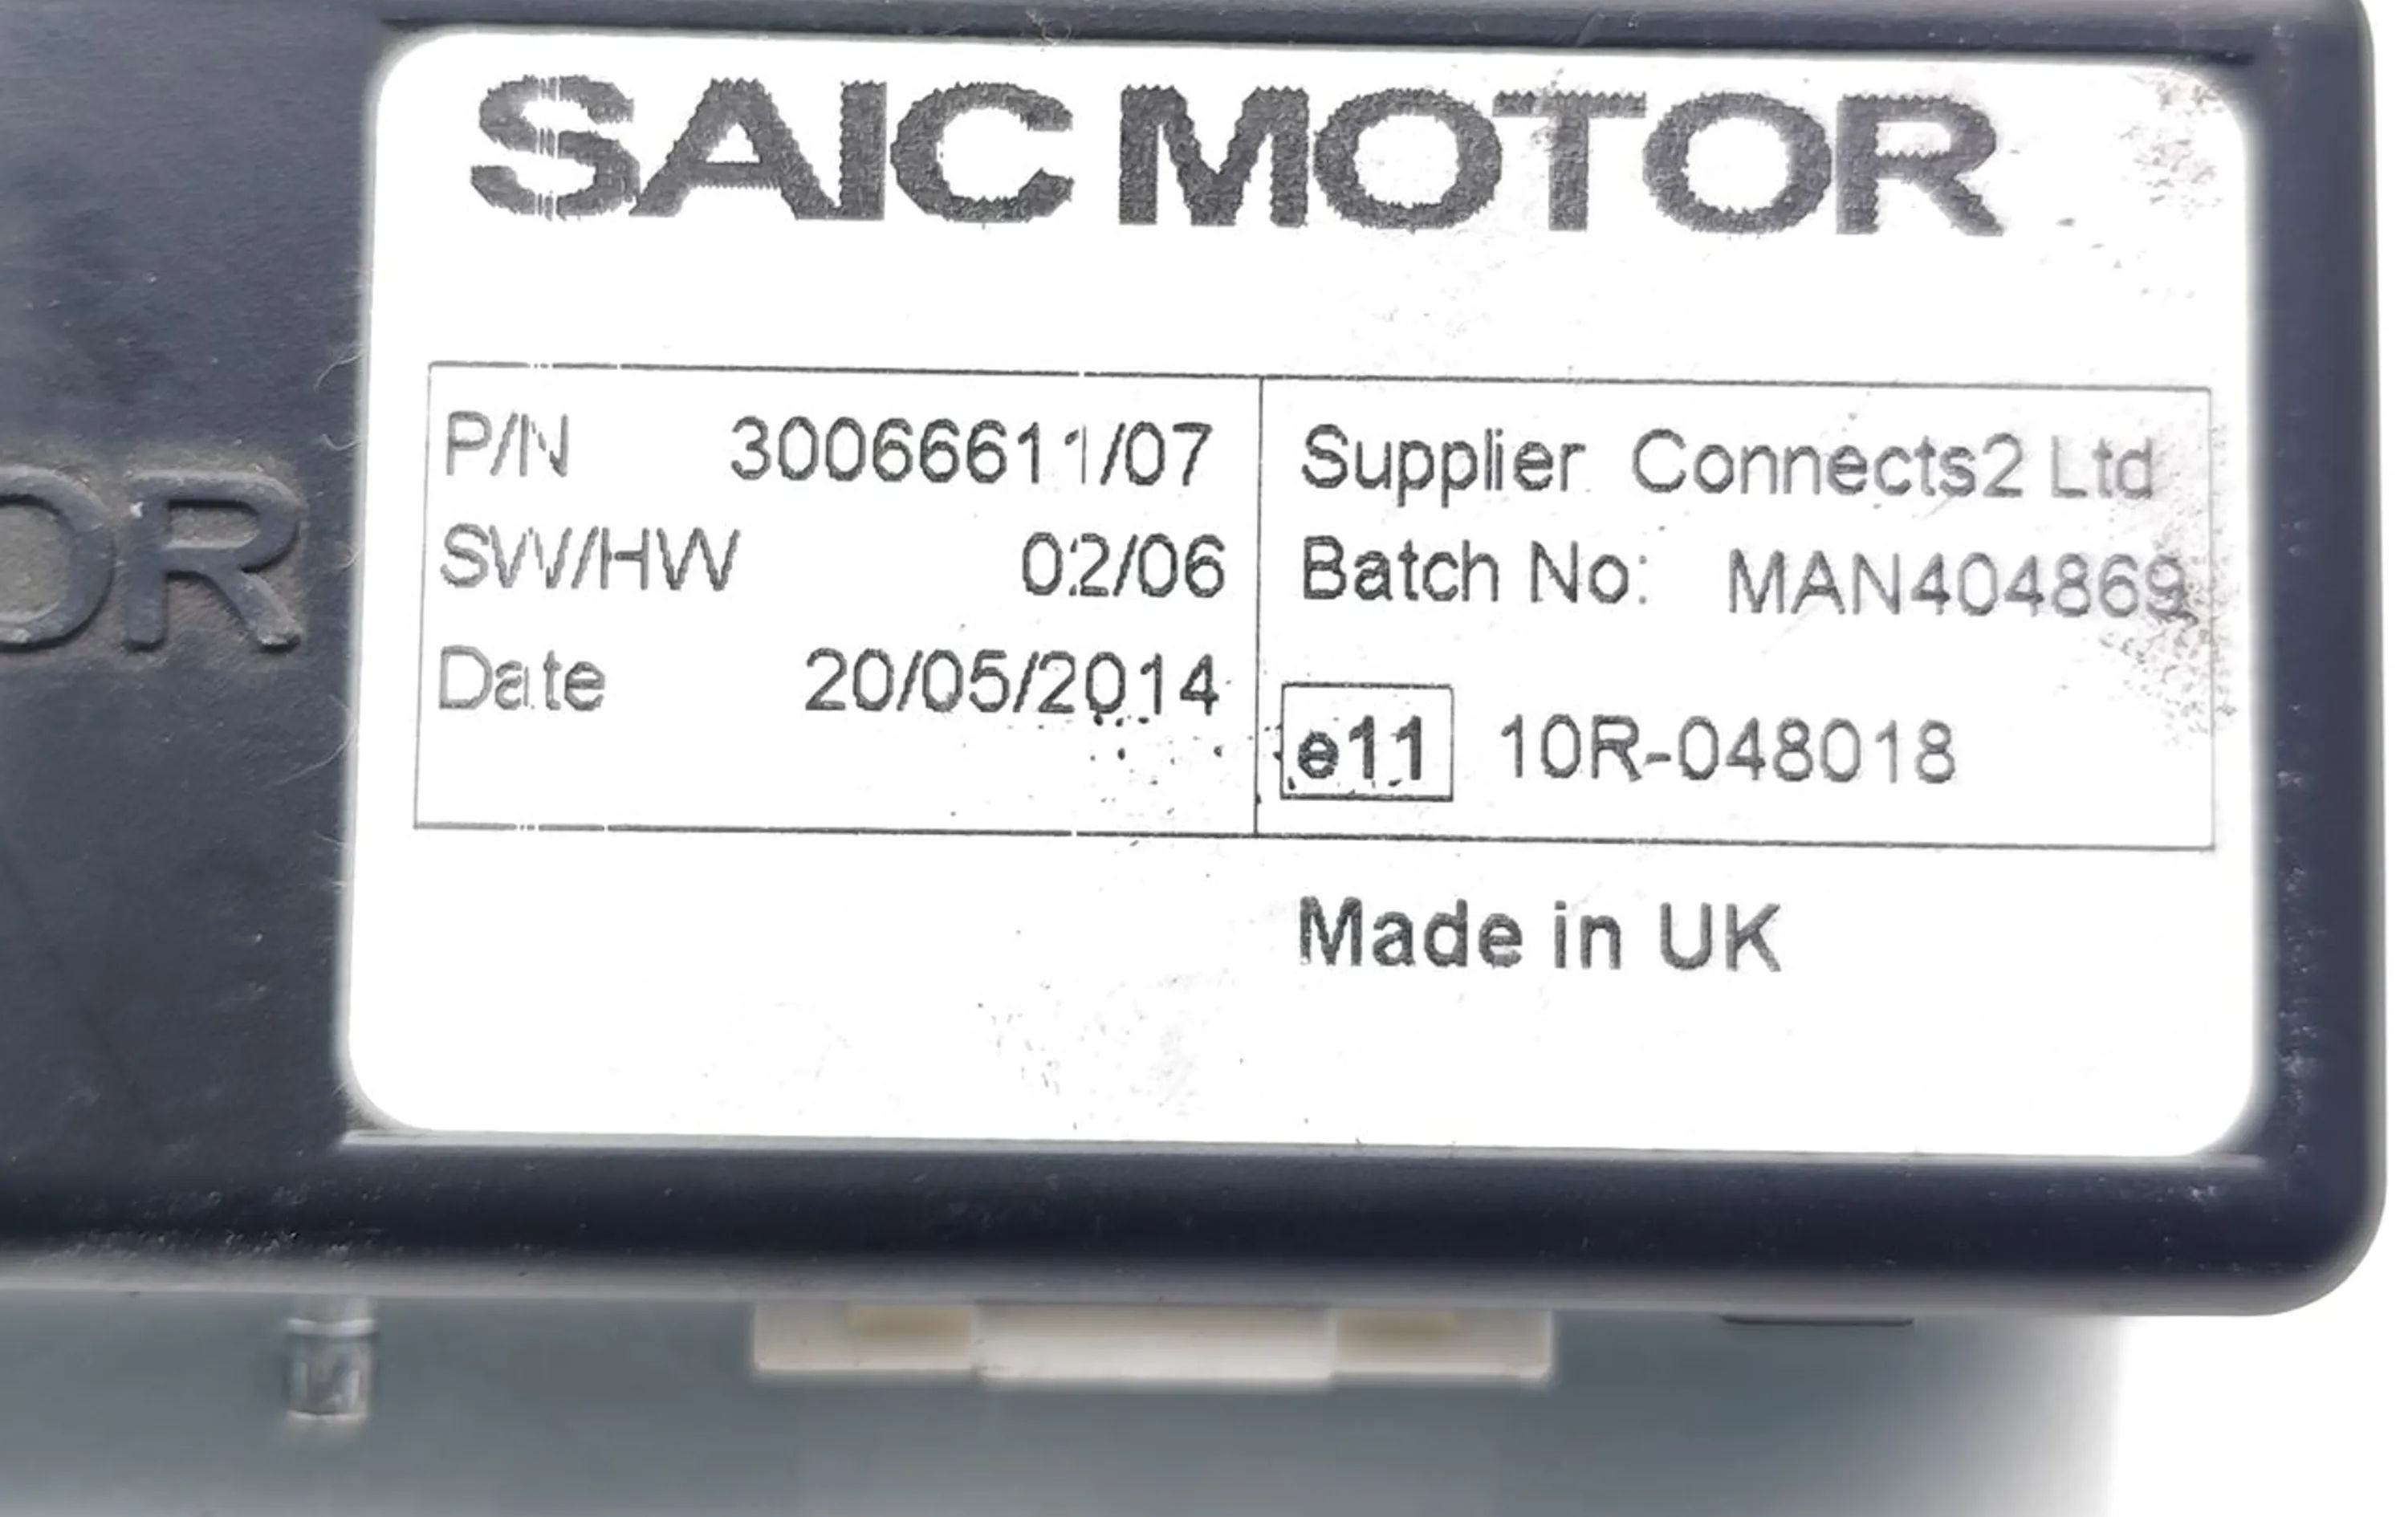 SAIC MOTOR
P/N 30066611/07
SW/HW 02/06
Date 20/05/2014
Supplier Connects2 Ltd
Batch No: MAN404869
e11 10R-048018
Made in UK
OR